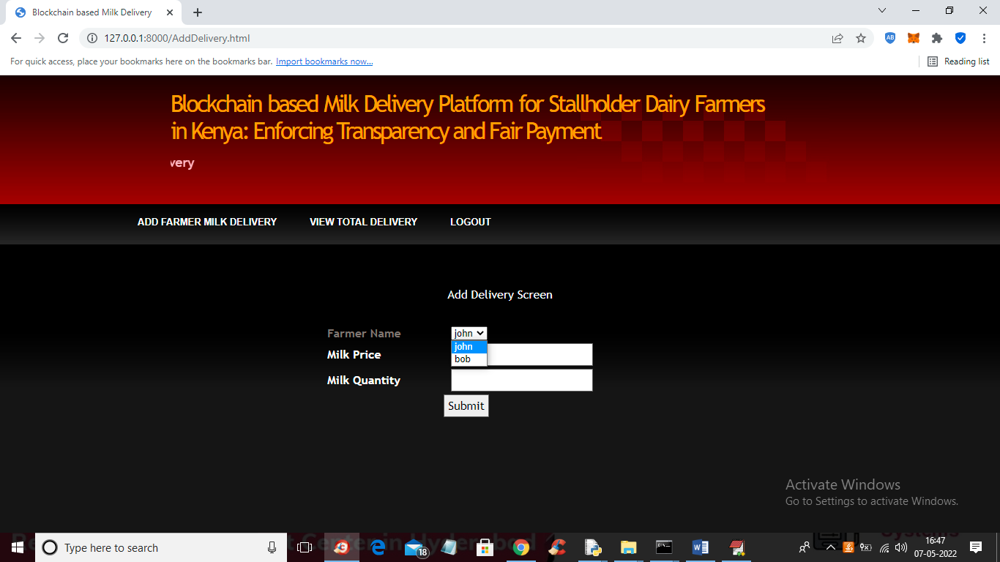 Blockchain based Milk Delivery
127.0.0.1:8000/AddDelivery.html
AB
For quick access, place your bookmarks here on the bookmarks bar. Import bookmarks now...
Reading list
Blockchain based Milk Delivery Platform for Stallholder Dairy Farmers
in Kenya: Enforcing Transparency and Fair Payment
very
ADD FARMER MILK DELIVERY VIEW TOTAL DELIVERY LOGOUT
Add Delivery Screen
Farmer Name john
john
Milk Price
bob
Milk Quantity
Submit
Activate Windows
Go to Settings to activate Windows.
Type here to search
18
16:47
07-05-2022